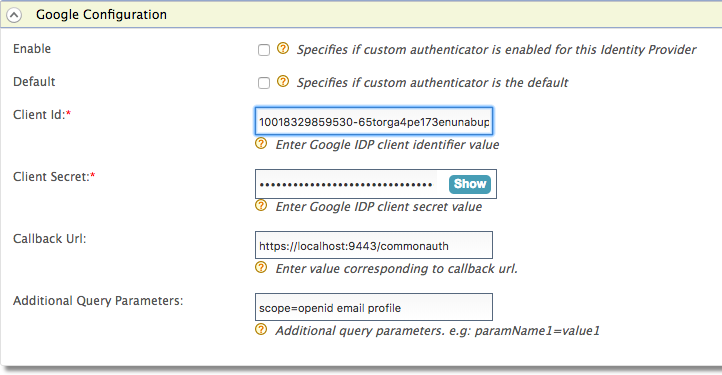 Google Configuration
Enable
Specifies if custom authenticator is enabled for this Identity Provider
Default
Specifies if custom authenticator is the default
Client Id:*
10018329859530-65torga4pe173enunabup
Enter Google IDP client identifier value
Client Secret:*
•••••••••••••••••••••••••••••••
Show
Enter Google IDP client secret value
Callback Url:
https://localhost:9443/commonauth
Enter value corresponding to callback url.
Additional Query Parameters:
scope=openid email profile
Additional query parameters. e.g: paramName1=value1